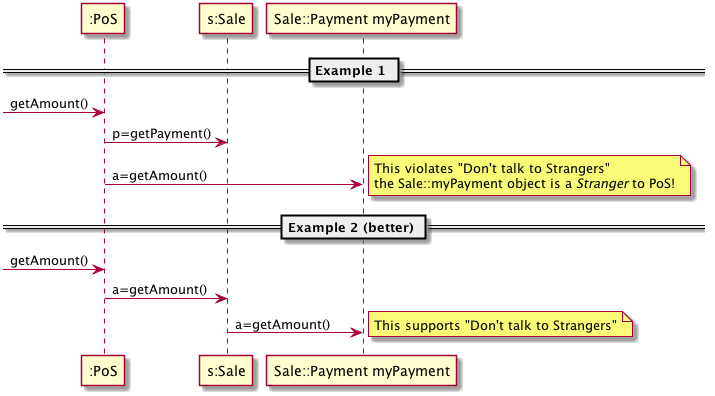 :PoS
s:Sale
Sale::Payment myPayment
Example 1
getAmount()
p=getPayment()
a=getAmount()
This violates "Don't talk to Strangers"
the Sale::myPayment object is a Stranger to PoS!
Example 2 (better)
getAmount()
a=getAmount()
a=getAmount()
This supports "Don't talk to Strangers"
:PoS
s:Sale
Sale::Payment myPayment